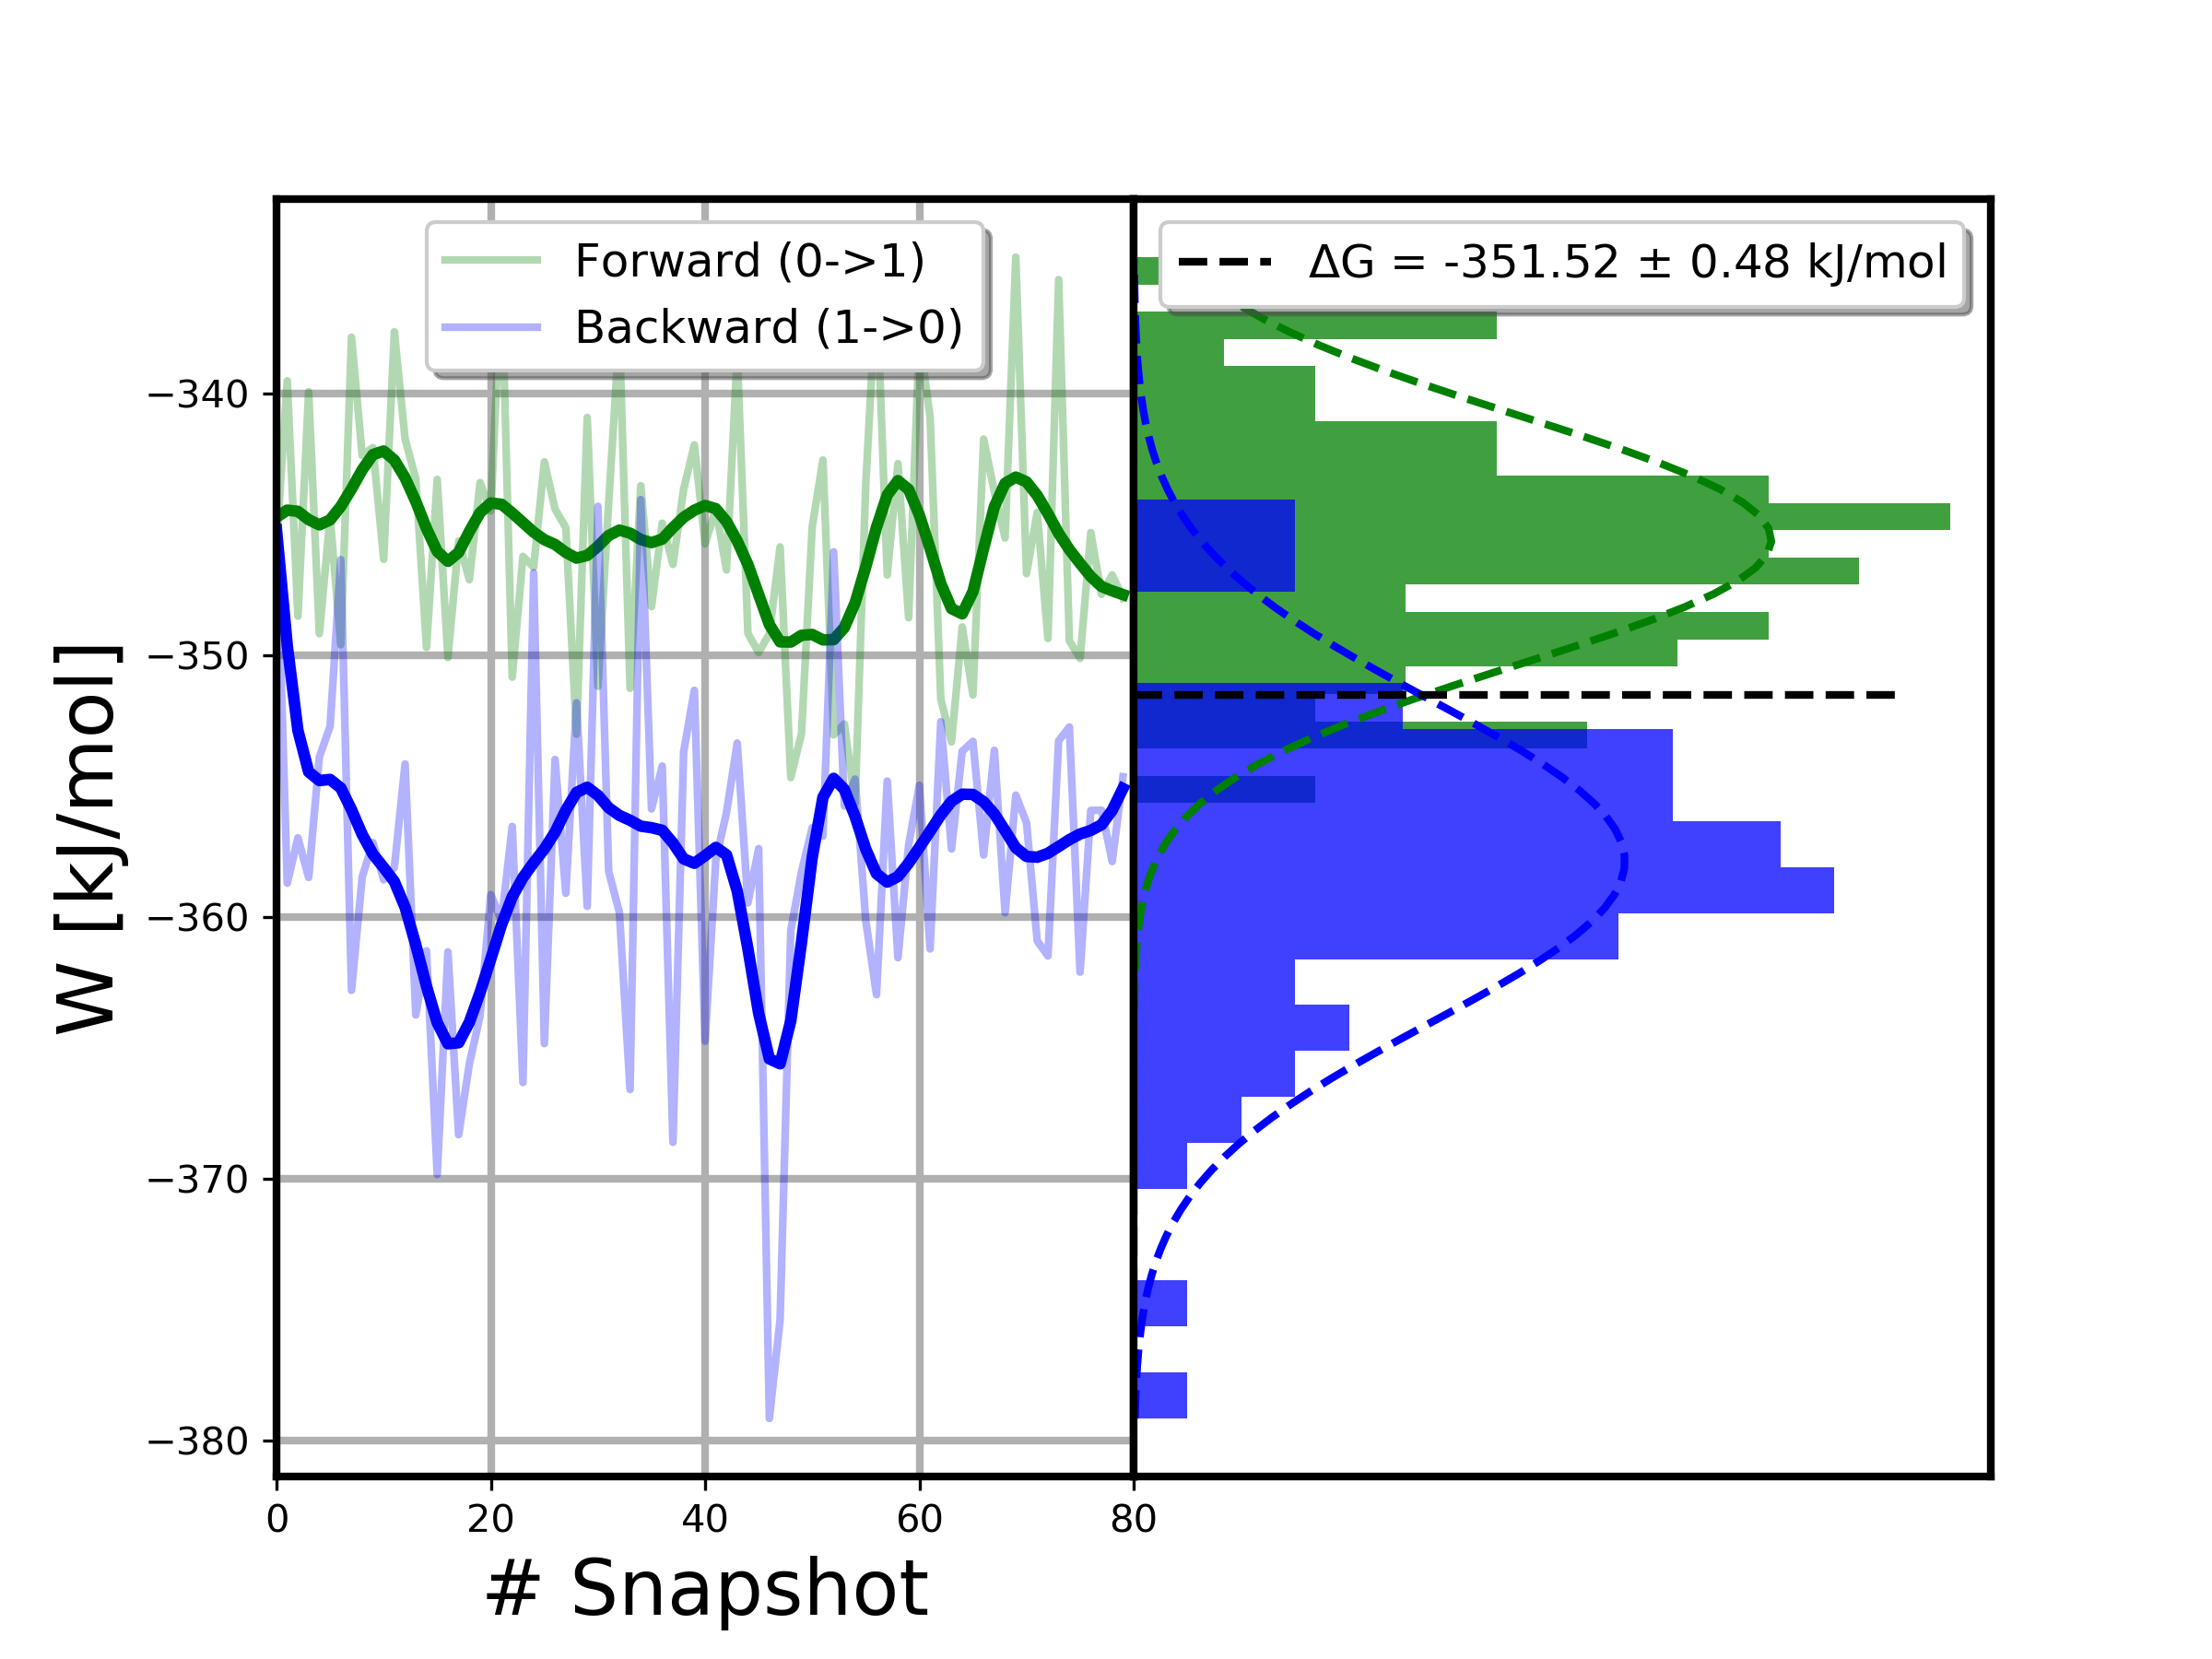 Forward (0->1)
Backward (1->0)
ΔG = -351.52 ± 0.48 kJ/mol
W [kJ/mol]
−340
−350
−360
−370
−380
0 20 40 60 80
# Snapshot